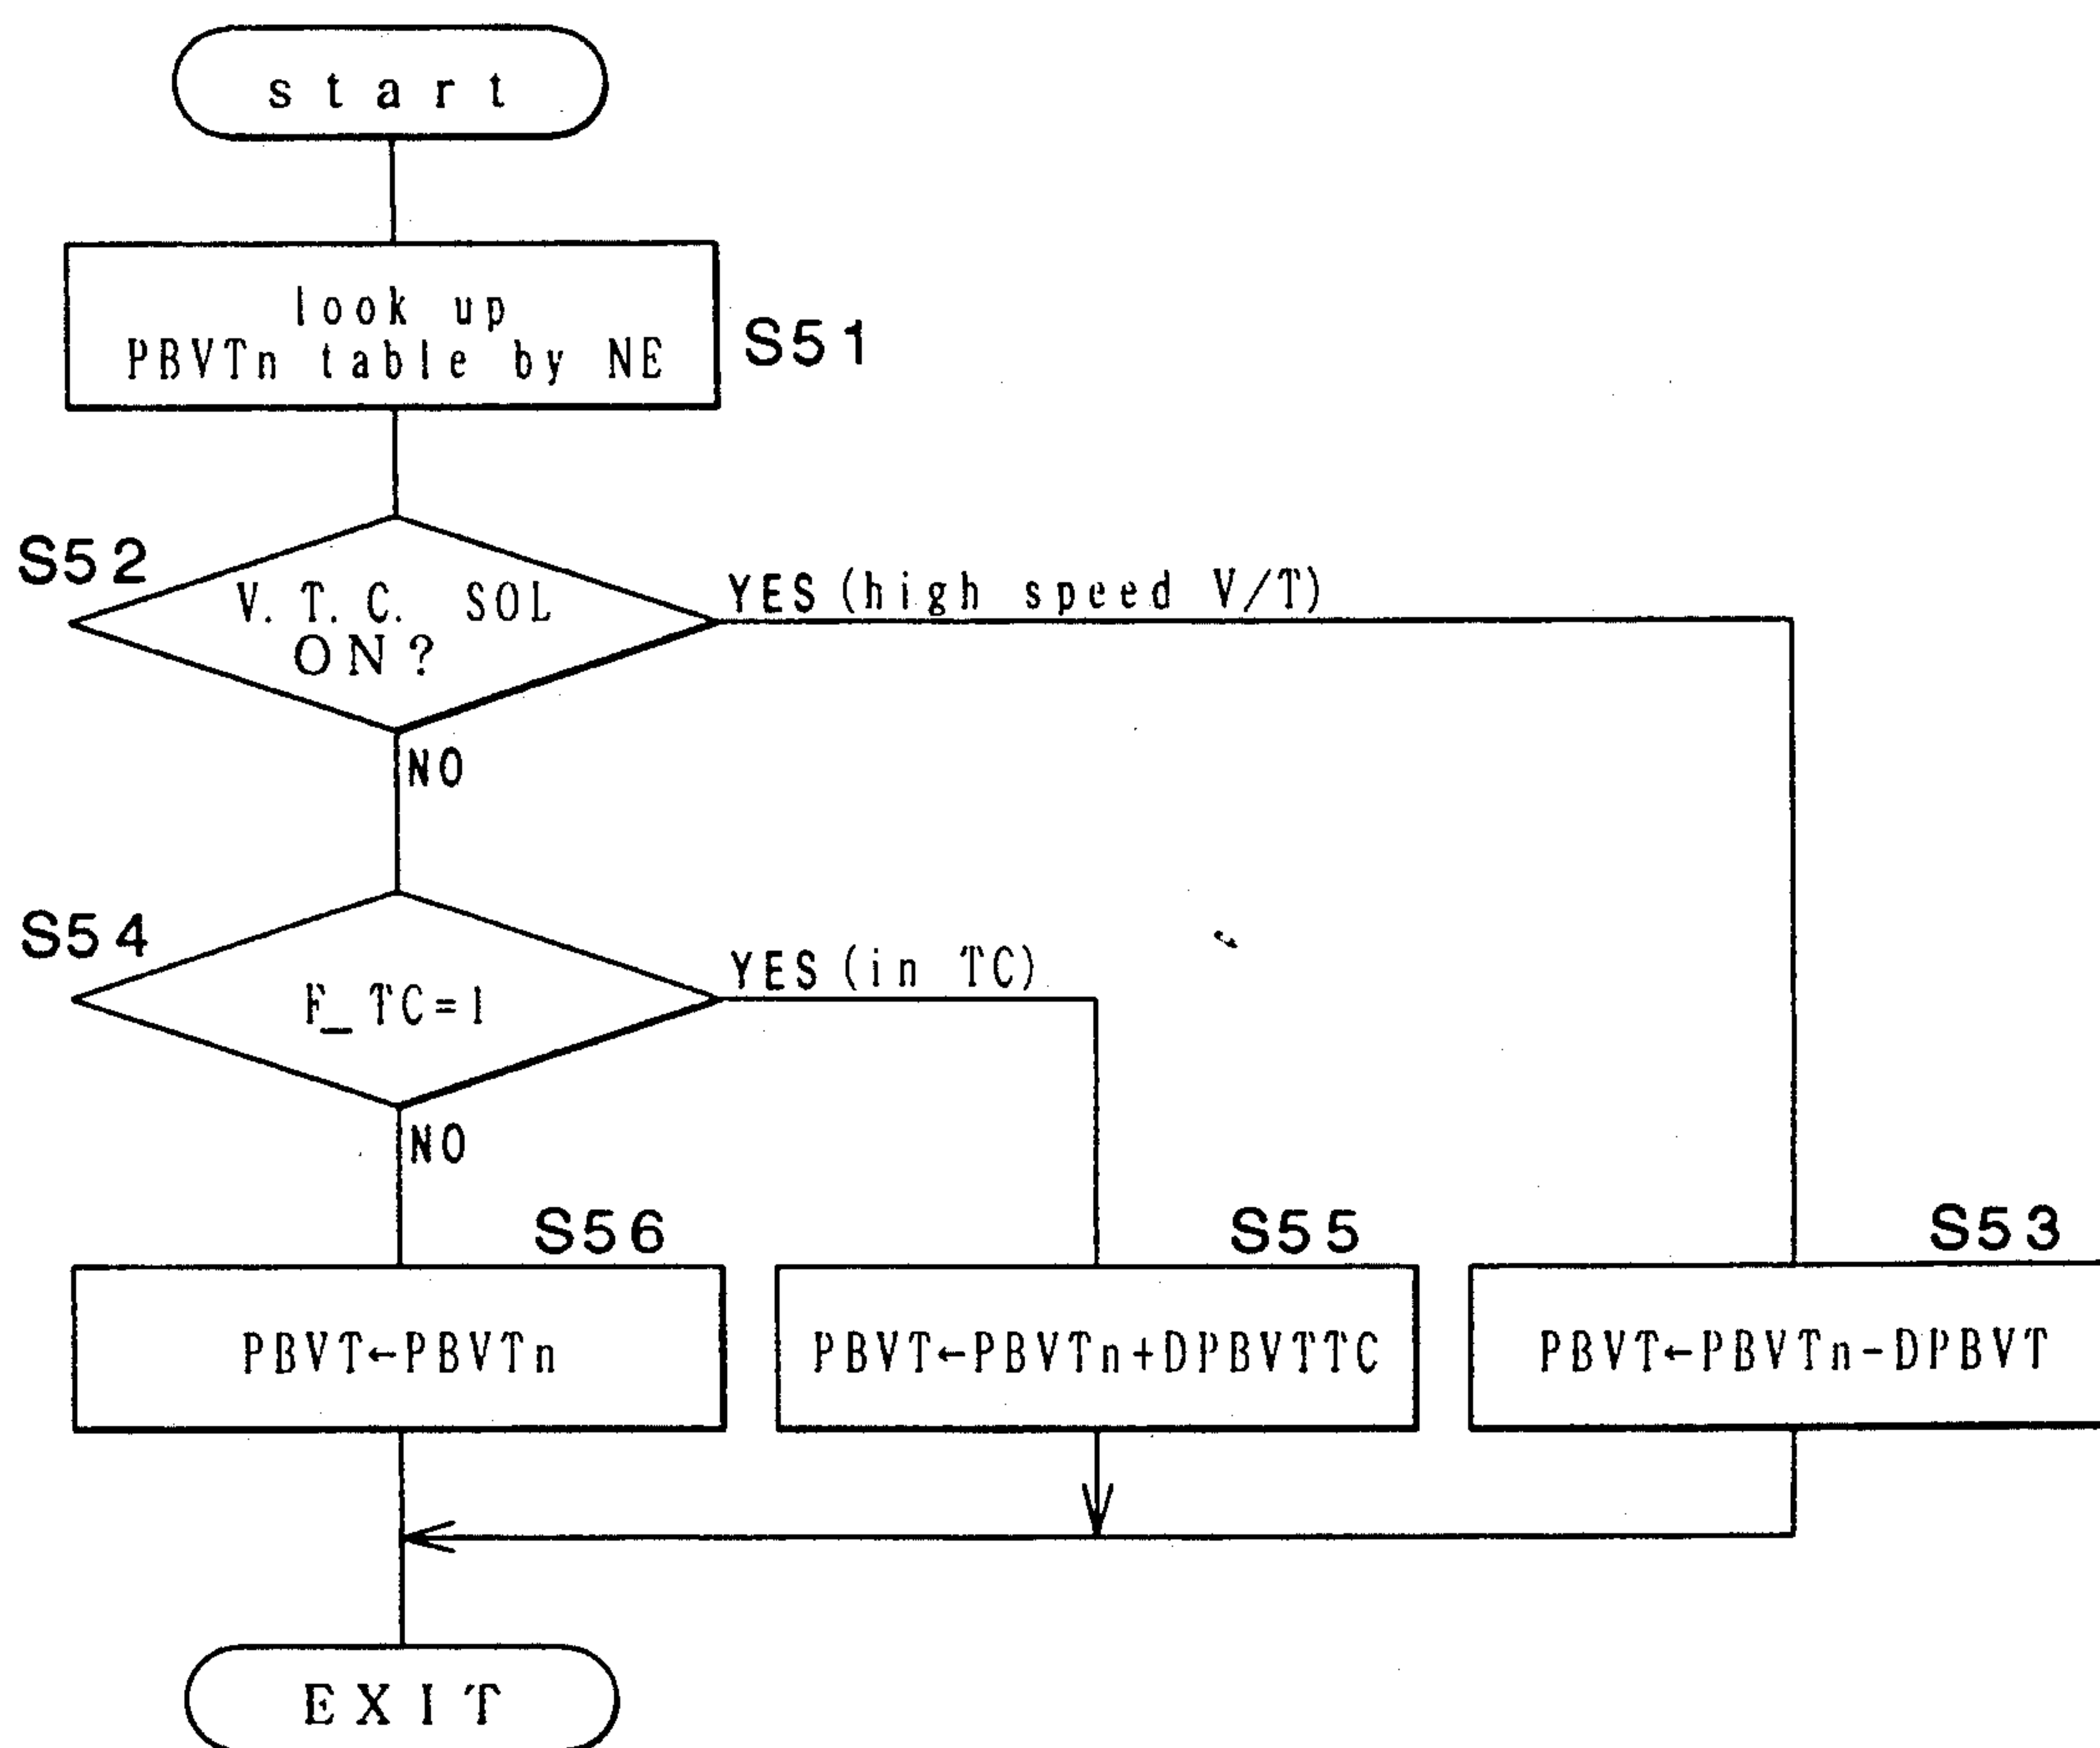 start
look up
PBVTn table by NE
S51
S52
V. T. C. SOL
ON?
YES (high speed V/T)
NO
S54
F_TC=1
YES (in TC)
NO
S56
S55
S53
PBVT←PBVTn
PBVT←PBVTn+DPBVTTC
PBVT←PBVTn-DPBVT
EXIT